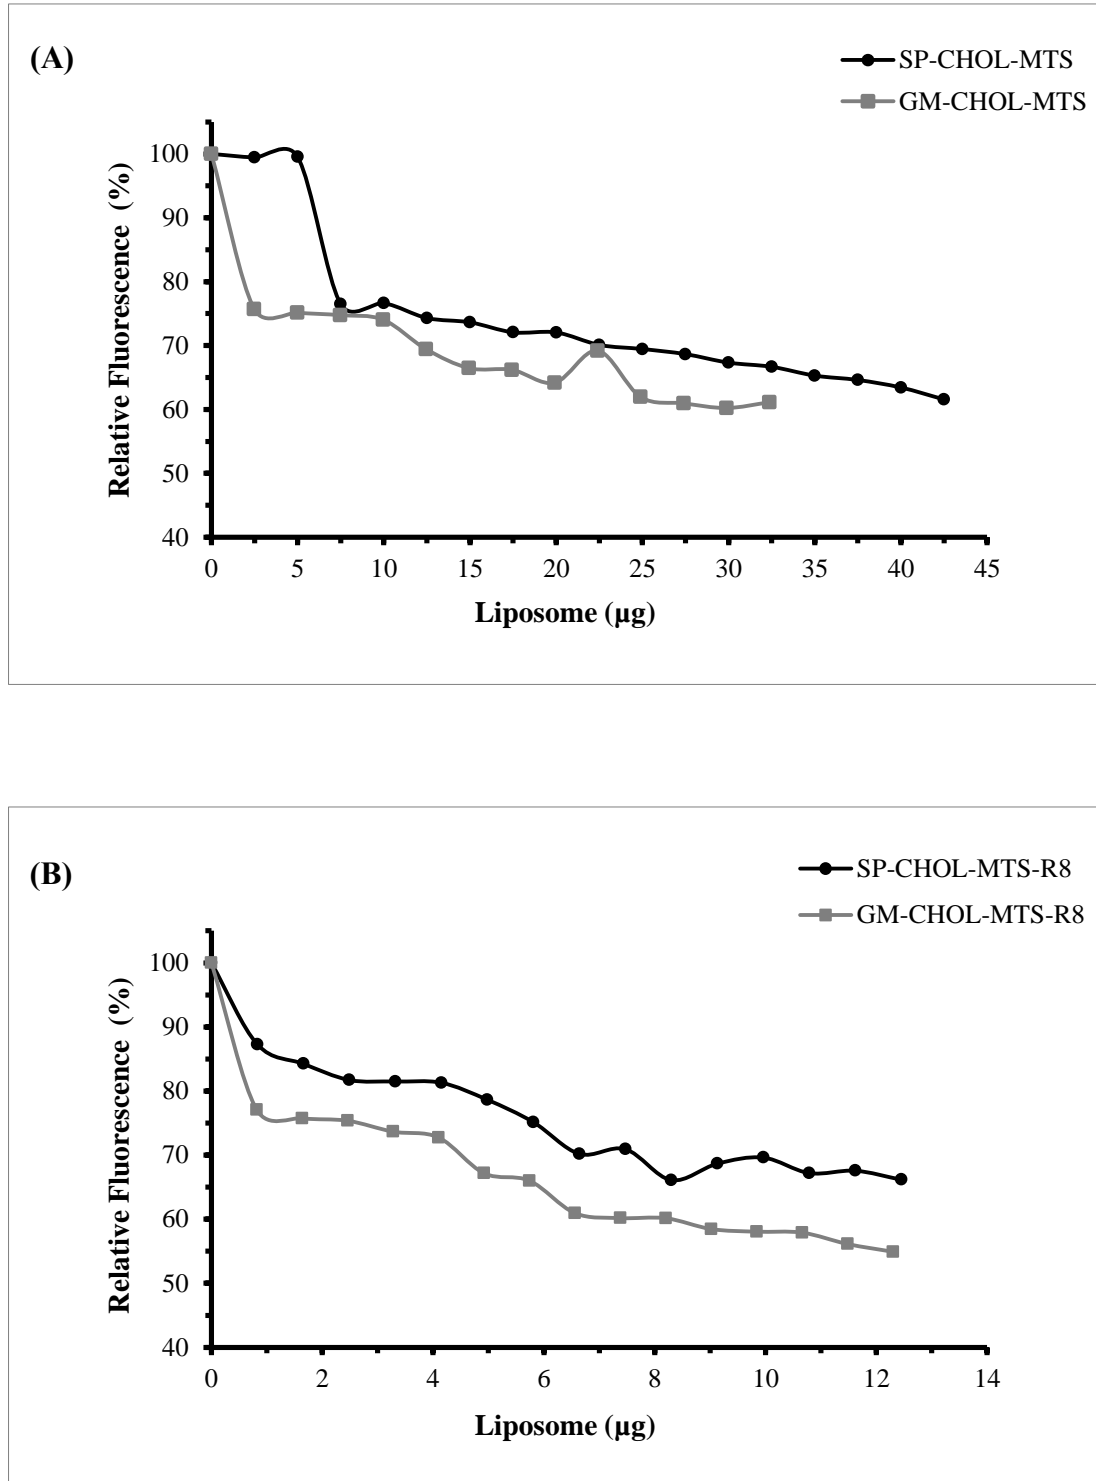 (A)
SP-CHOL-MTS
GM-CHOL-MTS
Relative Fluorescence (%)
100
90
80
70
60
50
40
0 5 10 15 20 25 30 35 40 45
Liposome (µg)
(B)
SP-CHOL-MTS-R8
GM-CHOL-MTS-R8
Relative Fluorescence (%)
100
90
80
70
60
50
40
0 2 4 6 8 10 12 14
Liposome (µg)